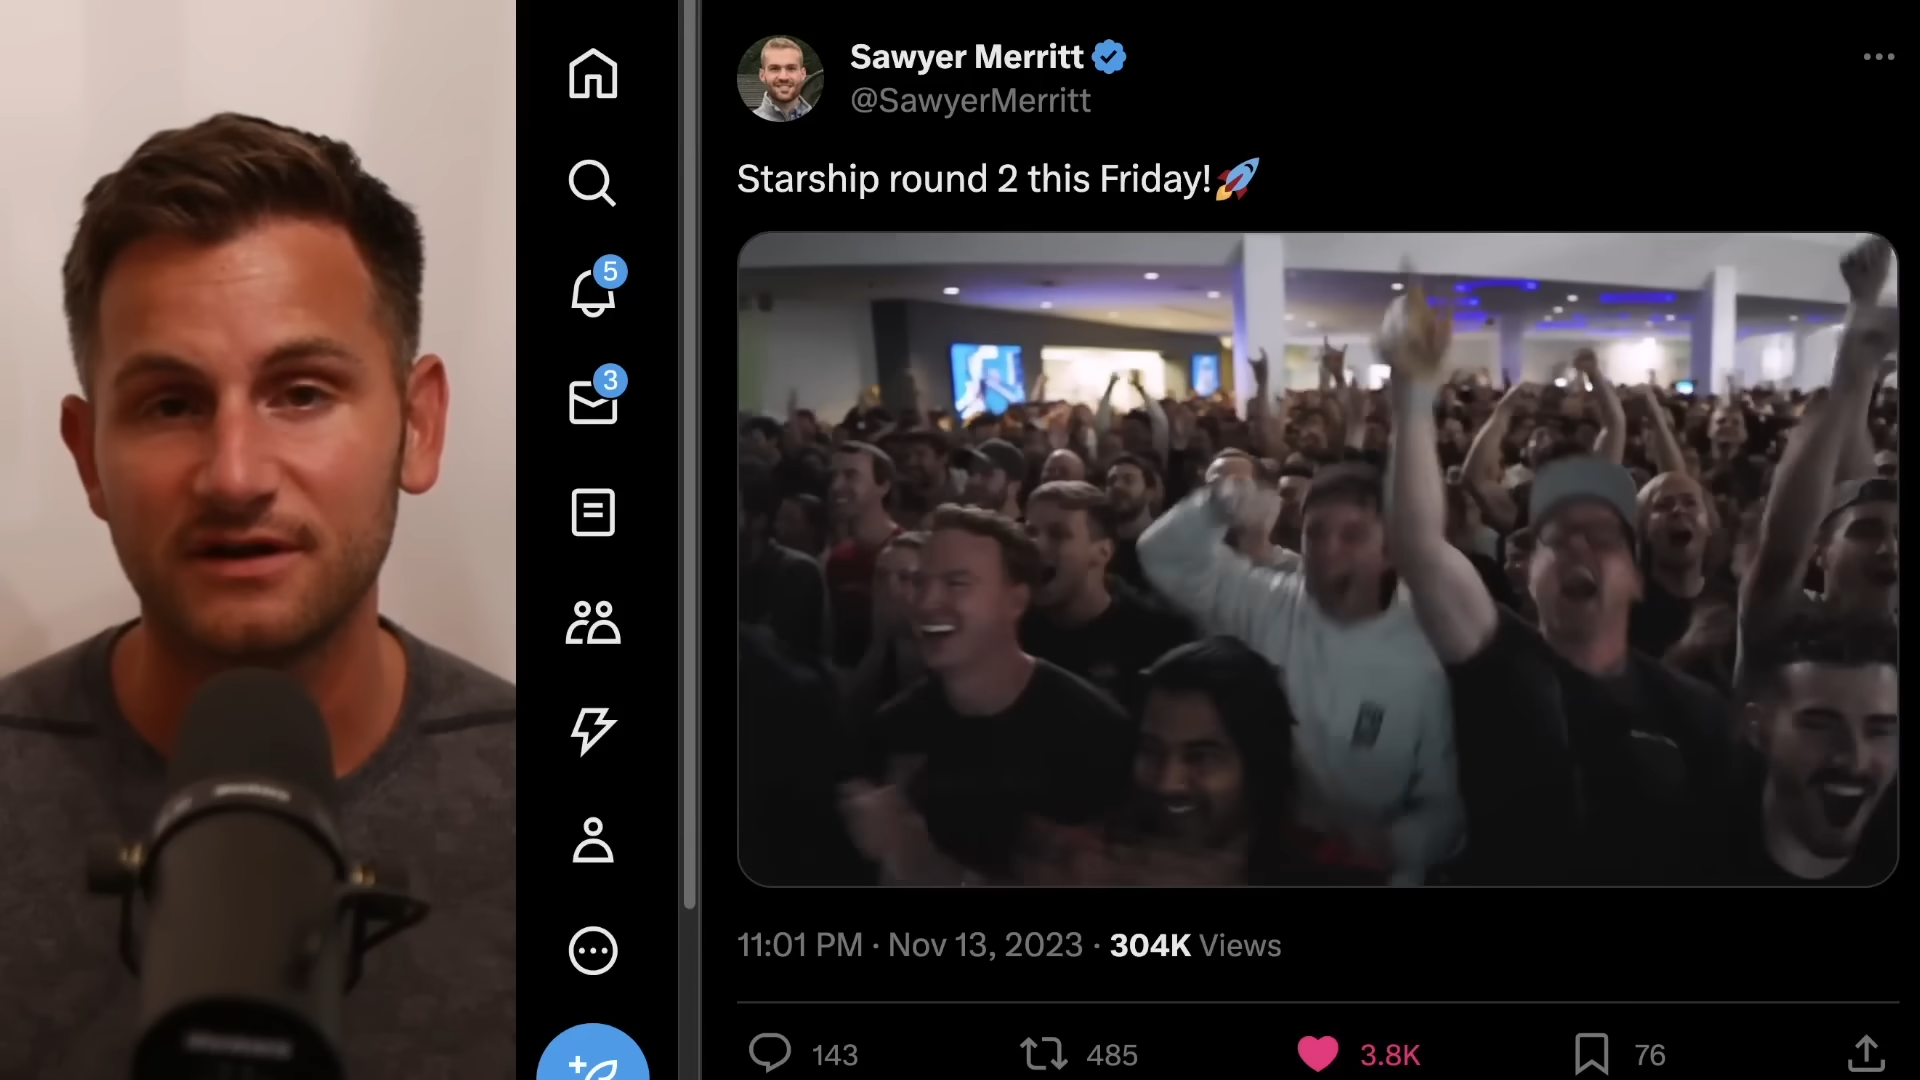 Sawyer Merritt
@SawyerMerritt
Starship round 2 this Friday!🚀
5
3
11:01 PM · Nov 13, 2023 · 304K Views
143
485
3.8K
76